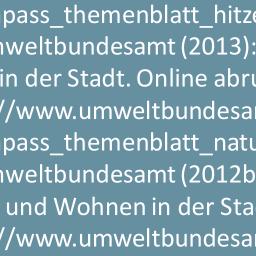 pass_themenblatt_hitze
mweltbundesamt (2013):
in der Stadt. Online abru
//www.umweltbundesam
pass_themenblatt_natu
mweltbundesamt (2012b
und Wohnen in der Sta
//www.umweltbundesam